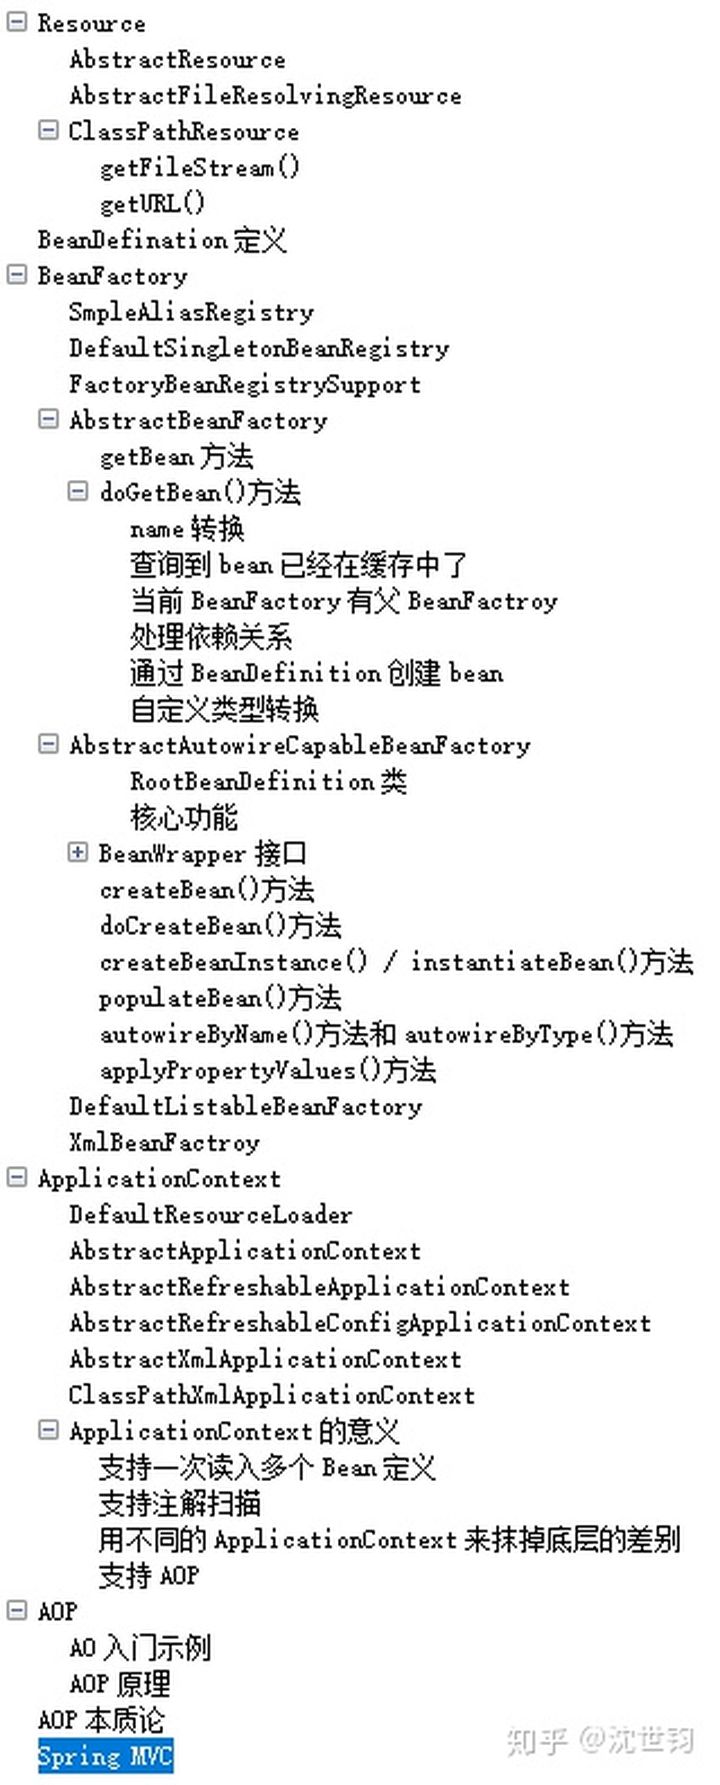 Resource
AbstractResource
AbstractFileResolvingResource
ClassPathResource
getFileStream()
getURL()
BeanDefination 定义
BeanFactory
SmpleAliasRegistry
DefaultSingletonBeanRegistry
FactoryBeanRegistrySupport
AbstractBeanFactory
getBean 方法
doGetBean()方法
name 转换
查询到 bean 已经在缓存中了
当前 BeanFactory 有父 BeanFactroy
处理依赖关系
通过 BeanDefinition 创建 bean
自定义类型转换
AbstractAutowireCapableBeanFactory
RootBeanDefinition 类
核心功能
BeanWrapper 接口
createBean()方法
doCreateBean()方法
createBeanInstance() / instantiateBean()方法
populateBean()方法
autowireByName()方法和 autowireByType()方法
applyPropertyValues()方法
DefaultListableBeanFactory
XmlBeanFactroy
ApplicationContext
DefaultResourceLoader
AbstractApplicationContext
AbstractRefreshableApplicationContext
AbstractRefreshableConfigApplicationContext
AbstractXmlApplicationContext
ClassPathXmlApplicationContext
ApplicationContext 的意义
支持一次读入多个 Bean 定义
支持注解扫描
用不同的 ApplicationContext 来抹掉底层的差别
支持 AOP
AOP
AO 入门示例
AOP 原理
AOP 本质论
Spring MVC
知乎 @沈世钧